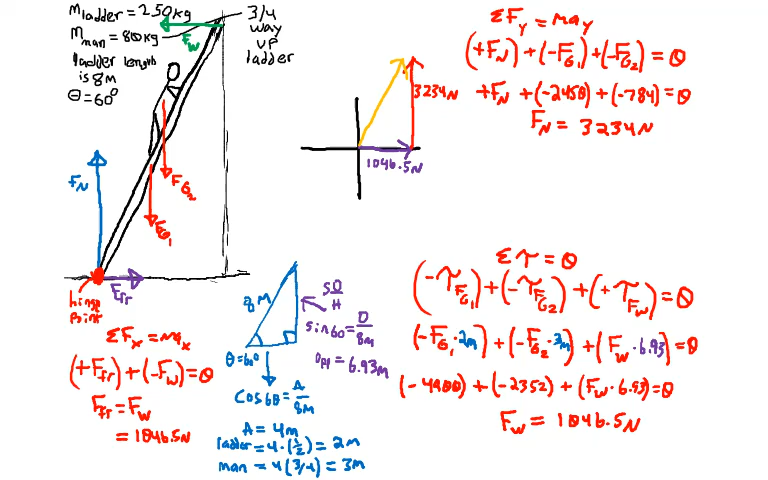 mladder = 2.50kg
mman = 80kg
ladder length
is 8m
θ=60°
Fw
3/4
way
up
ladder
FN
FG2
FG1
Ffr
hinge
point
ΣFx = max
(+Ffr)+(-Fw)=0
Ffr = Fw
= 1046.5N
3234N
1046.5N
ΣFy = may
(+FN)+(-FG1)+(-FG2)=0
+FN+(-2450)+(-784)=0
FN = 3234N
8m
θ=60°
SO
H
sin60=O/8m
opp = 6.93m
cos60=A/8m
A = 4m
ladder=4·(1/2)=2m
man = 4(3/4)=3m
Στ=0
(-τFG1)+(-τFG2)+(+τFw)=0
(-FG1·2m)+(-FG2·3m)+(Fw·6.93)=0
(-4900)+(-2352)+(Fw·6.93)=0
Fw = 1046.5N